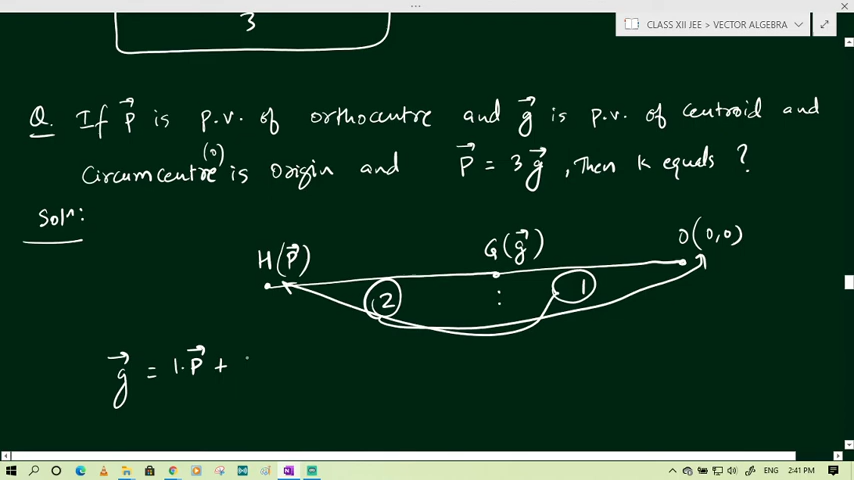 3
CLASS XII JEE > VECTOR ALGEBRA
Q. If p⃗ is p.v. of orthocentre and g⃗ is p.v. of centroid and
circumcentre (O) is origin and p⃗ = 3g⃗, Then K equals ?
Solⁿ:
H(p⃗) G(g⃗) O(0,0)
2 1
g⃗ = 1·p⃗ +
ENG 2:41 PM